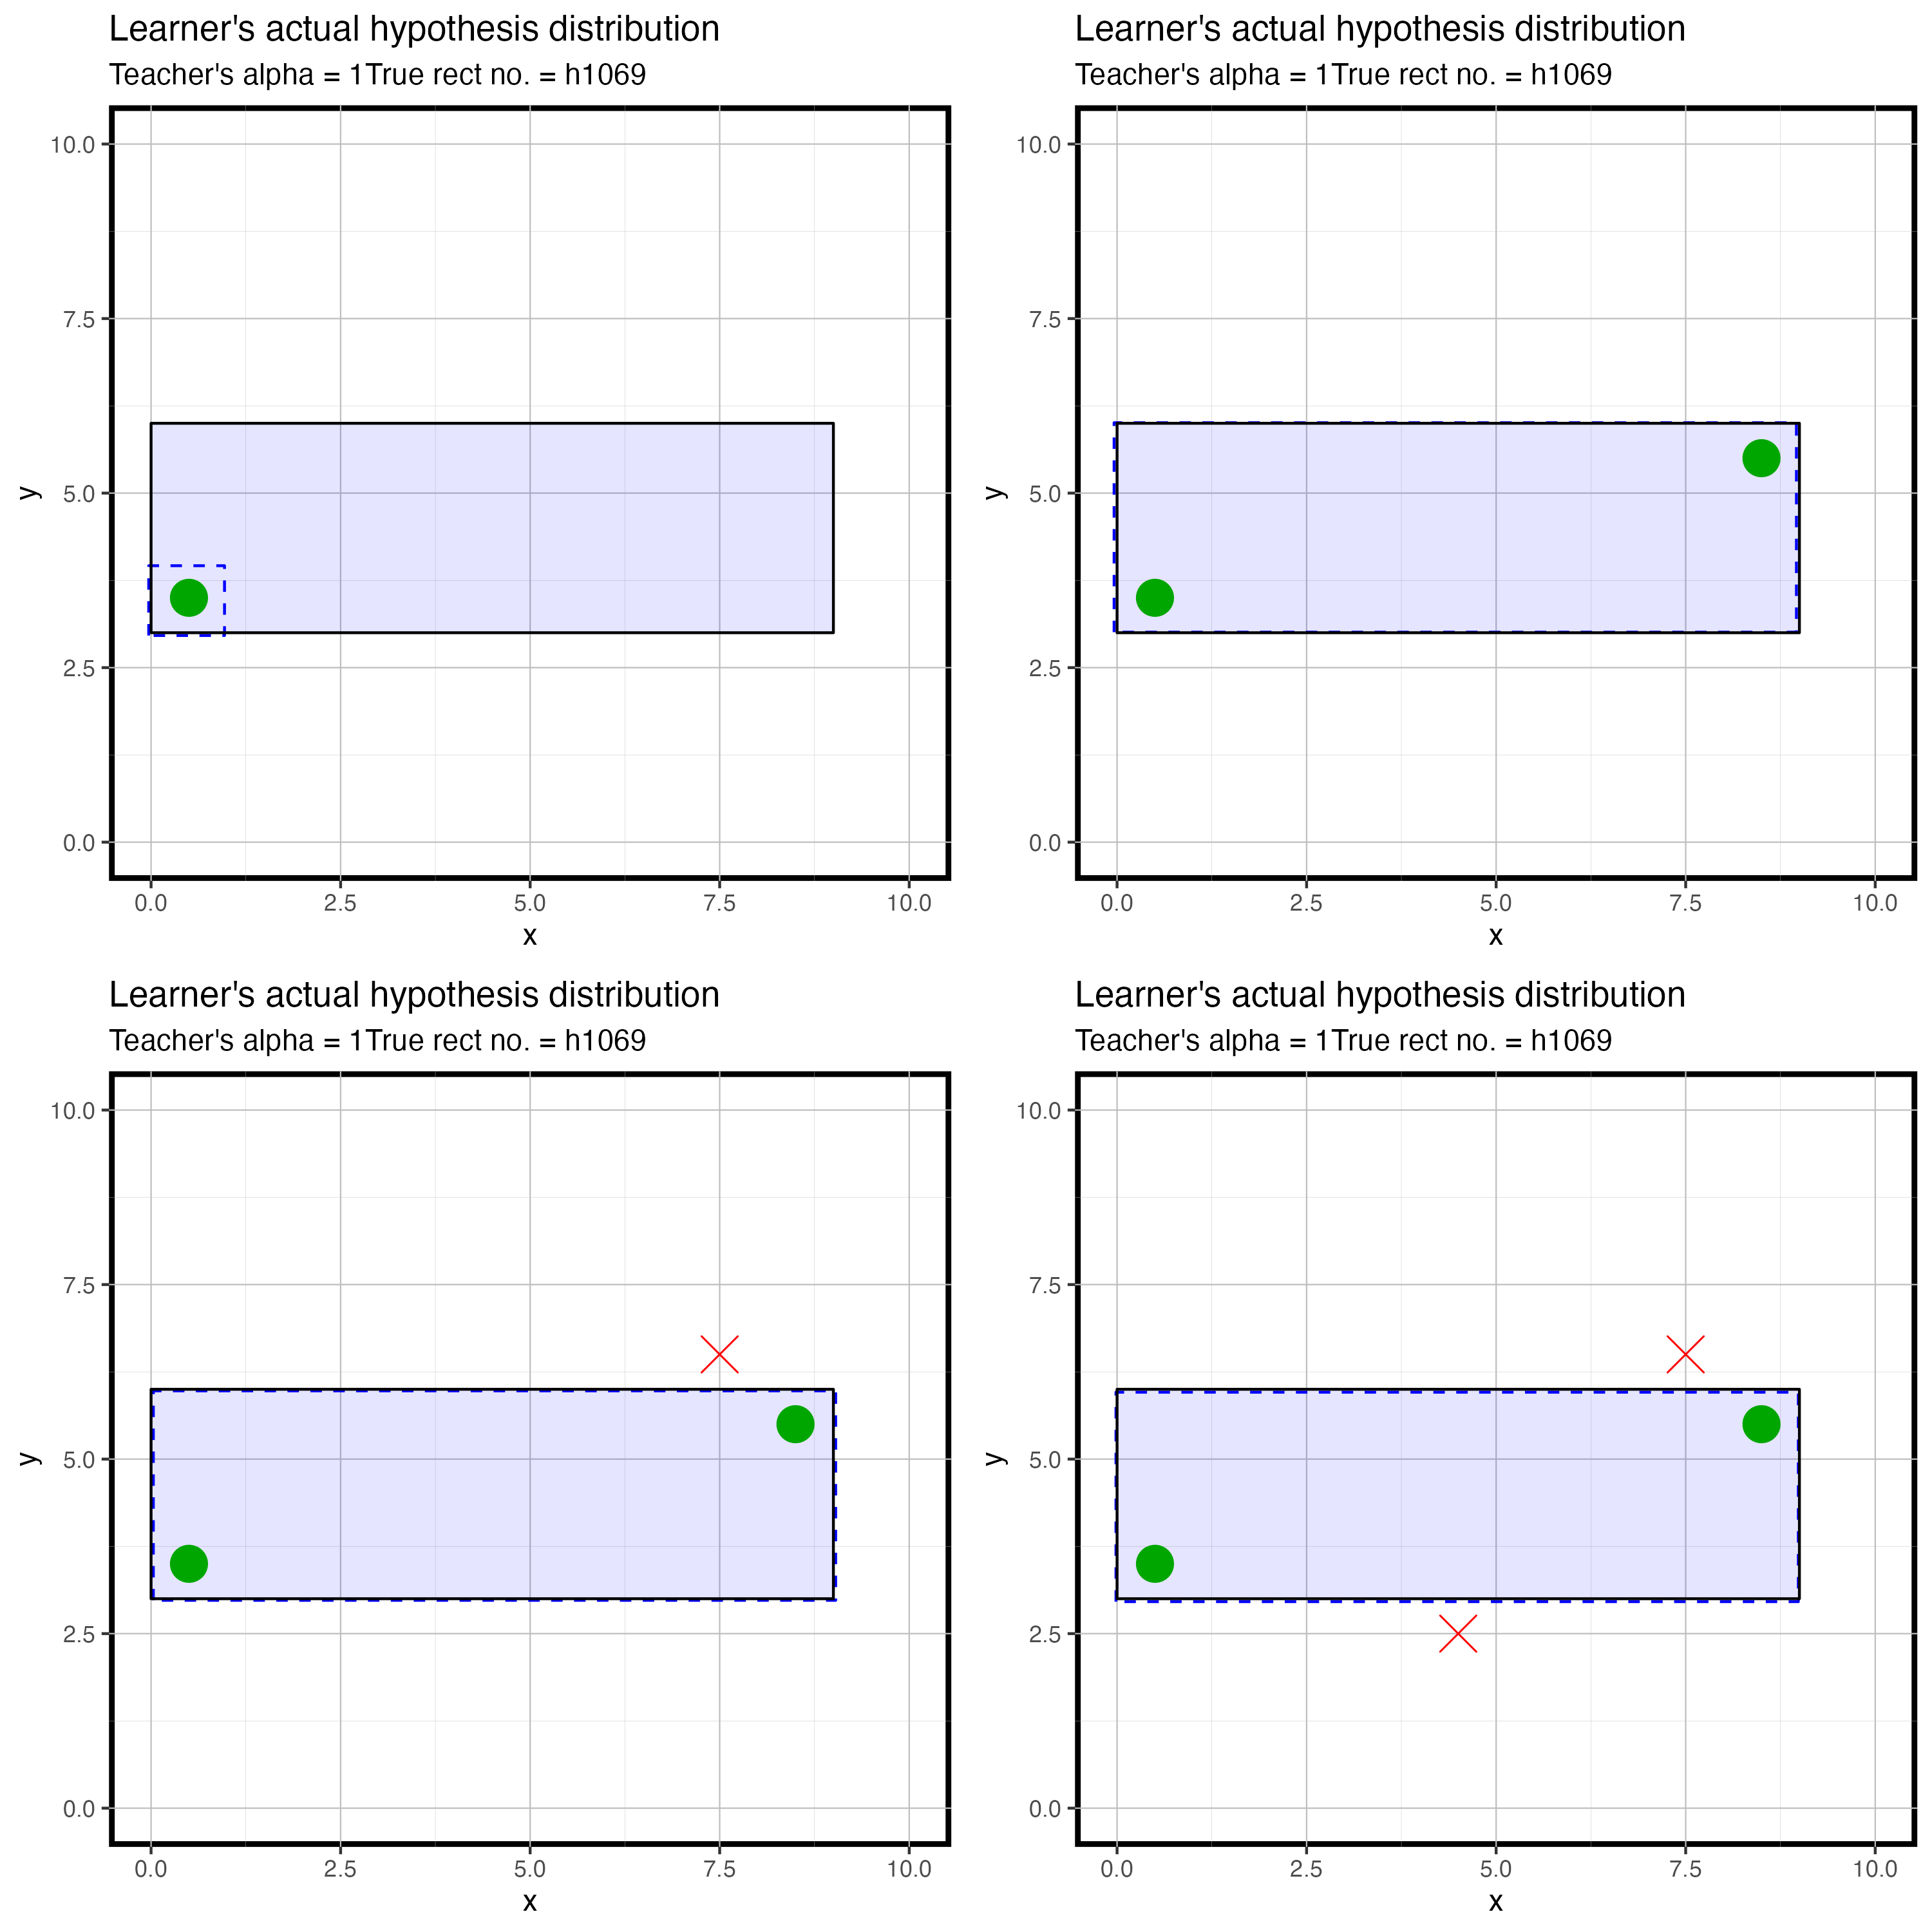 Learner's actual hypothesis distribution
Teacher's alpha = 1True rect no. = h1069
10.0
7.5
5.0
2.5
0.0
y
0.0 2.5 5.0 7.5 10.0
x
Learner's actual hypothesis distribution
Teacher's alpha = 1True rect no. = h1069
10.0
7.5
5.0
2.5
0.0
y
0.0 2.5 5.0 7.5 10.0
x
Learner's actual hypothesis distribution
Teacher's alpha = 1True rect no. = h1069
10.0
7.5
5.0
2.5
0.0
y
0.0 2.5 5.0 7.5 10.0
x
Learner's actual hypothesis distribution
Teacher's alpha = 1True rect no. = h1069
10.0
7.5
5.0
2.5
0.0
y
0.0 2.5 5.0 7.5 10.0
x